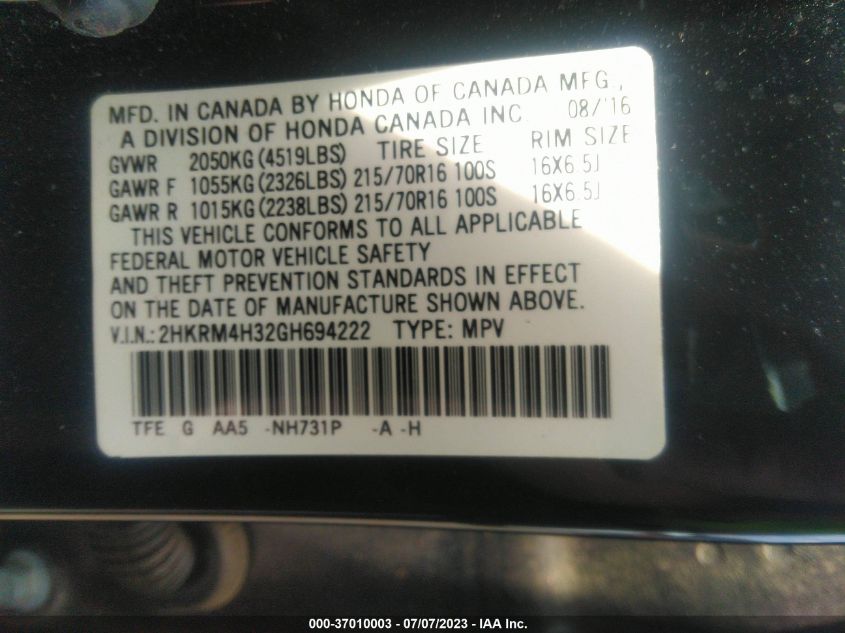 MFD. IN CANADA BY HONDA OF CANADA MFG.,
A DIVISION OF HONDA CANADA INC. 08/'16
GVWR 2050KG (4519LBS) TIRE SIZE RIM SIZE
GAWR F 1055KG (2326LBS) 215/70R16 100S 16X6.5J
GAWR R 1015KG (2238LBS) 215/70R16 100S 16X6.5J
THIS VEHICLE CONFORMS TO ALL APPLICABLE
FEDERAL MOTOR VEHICLE SAFETY
AND THEFT PREVENTION STANDARDS IN EFFECT
ON THE DATE OF MANUFACTURE SHOWN ABOVE.
V.I.N.: 2HKRM4H32GH694222 TYPE: MPV
TFE G AA5 -NH731P -A -H
000-37010003 - 07/07/2023 - IAA Inc.